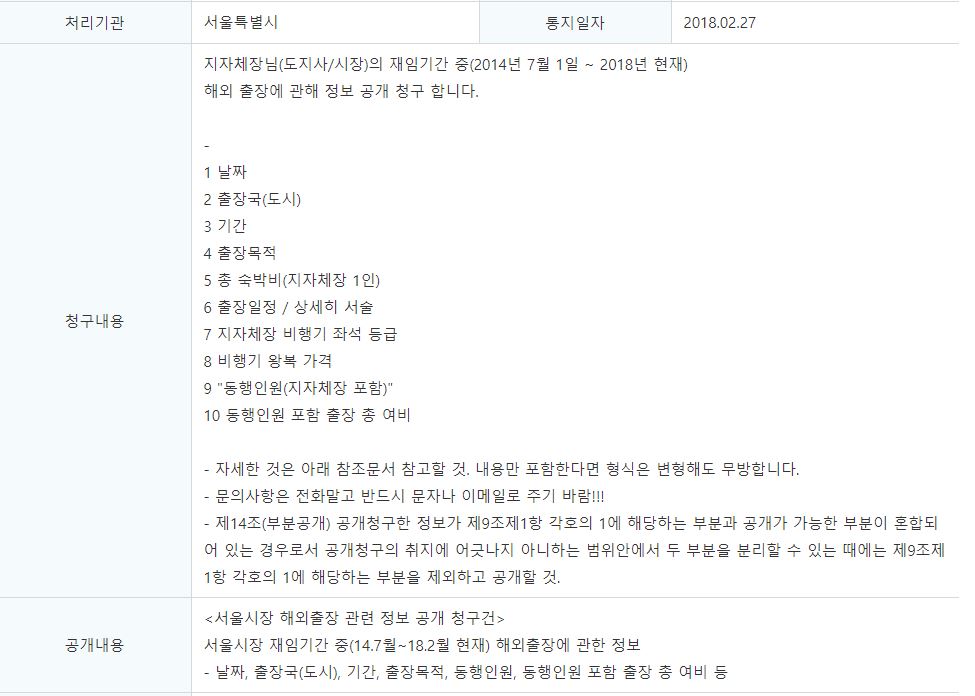 처리기관
서울특별시
통지일자
2018.02.27
청구내용
지자체장님(도지사/시장)의 재임기간 중(2014년 7월 1일 ~ 2018년 현재)
해외 출장에 관해 정보 공개 청구 합니다.
-
1 날짜
2 출장국(도시)
3 기간
4 출장목적
5 총 숙박비(지자체장 1인)
6 출장일정 / 상세히 서술
7 지자체장 비행기 좌석 등급
8 비행기 왕복 가격
9 "동행인원(지자체장 포함)"
10 동행인원 포함 출장 총 여비
- 자세한 것은 아래 참조문서 참고할 것. 내용만 포함한다면 형식은 변형해도 무방합니다.
- 문의사항은 전화말고 반드시 문자나 이메일로 주기 바람!!!
- 제14조(부분공개) 공개청구한 정보가 제9조제1항 각호의 1에 해당하는 부분과 공개가 가능한 부분이 혼합되
어 있는 경우로서 공개청구의 취지에 어긋나지 아니하는 범위안에서 두 부분을 분리할 수 있는 때에는 제9조제
1항 각호의 1에 해당하는 부분을 제외하고 공개할 것.
공개내용
<서울시장 해외출장 관련 정보 공개 청구건>
서울시장 재임기간 중(14.7월~18.2월 현재) 해외출장에 관한 정보
- 날짜, 출장국(도시), 기간, 출장목적, 동행인원, 동행인원 포함 출장 총 여비 등